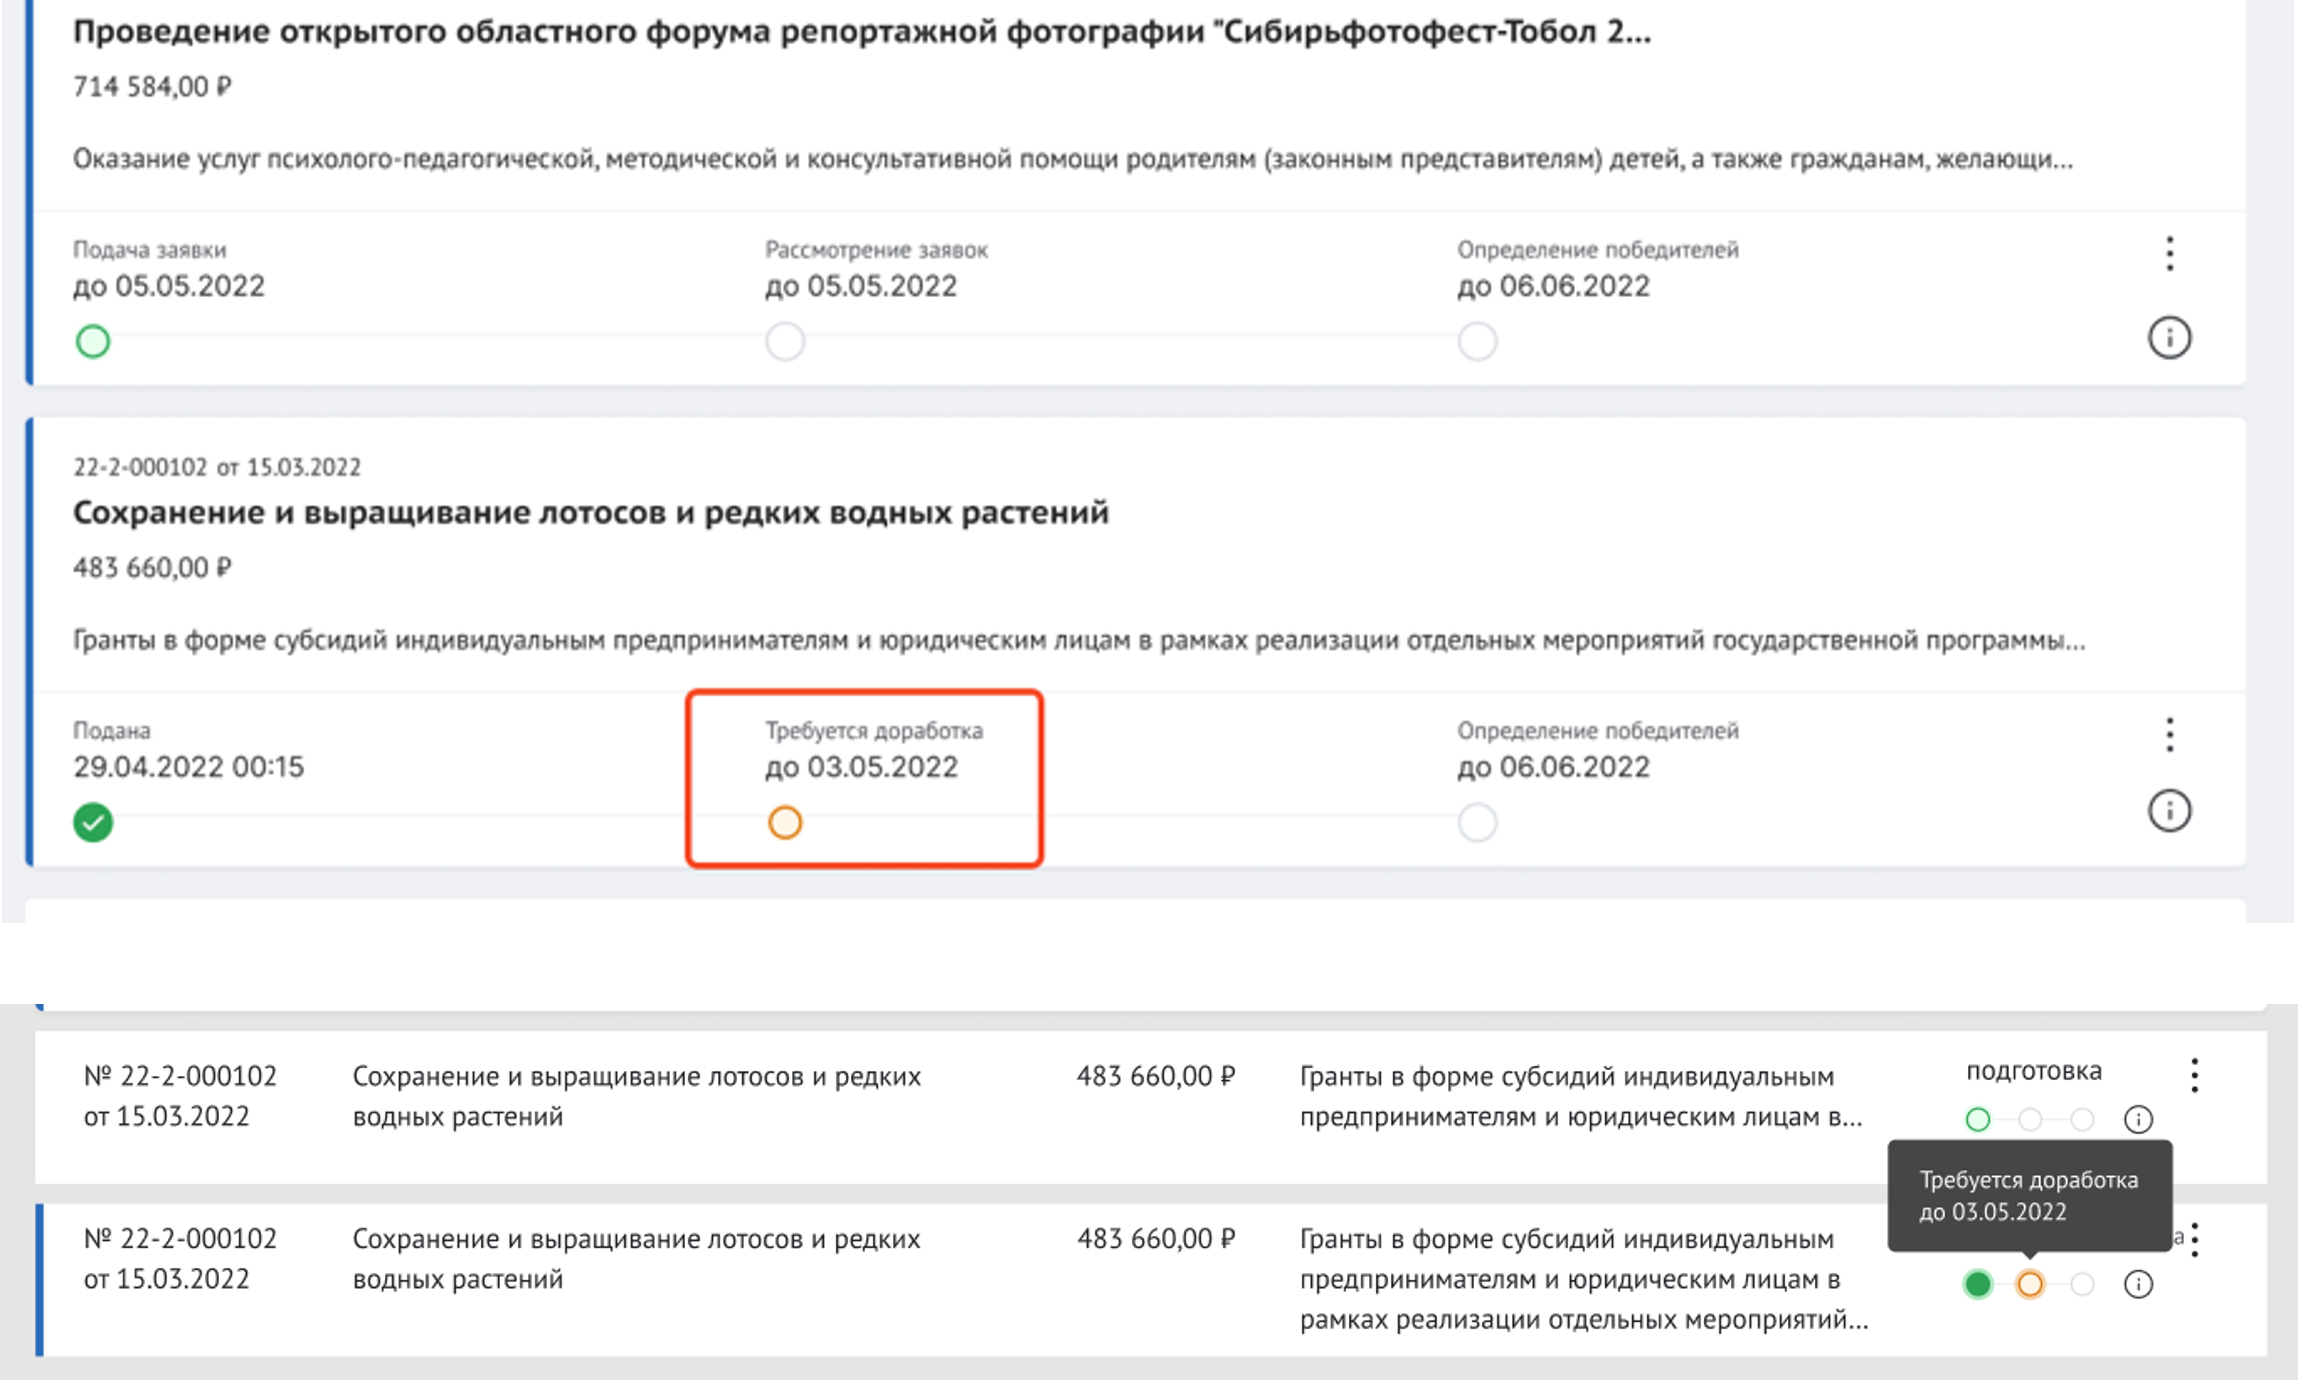 Проведение открытого областного форума репортажной фотографии "Сибирьфотофест-Тобол 2...
714 584,00 ₽
Оказание услуг психолого-педагогической, методической и консультативной помощи родителям (законным представителям) детей, а также гражданам, желающи...
Подача заявки
до 05.05.2022
Рассмотрение заявок
до 05.05.2022
Определение победителей
до 06.06.2022
22-2-000102 от 15.03.2022
Сохранение и выращивание лотосов и редких водных растений
483 660,00 ₽
Гранты в форме субсидий индивидуальным предпринимателям и юридическим лицам в рамках реализации отдельных мероприятий государственной программы...
Подана
29.04.2022 00:15
Требуется доработка
до 03.05.2022
Определение победителей
до 06.06.2022
№ 22-2-000102
от 15.03.2022
Сохранение и выращивание лотосов и редких
водных растений
483 660,00 ₽
Гранты в форме субсидий индивидуальным
предпринимателям и юридическим лицам в...
подготовка
Требуется доработка
до 03.05.2022
№ 22-2-000102
от 15.03.2022
Сохранение и выращивание лотосов и редких
водных растений
483 660,00 ₽
Гранты в форме субсидий индивидуальным
предпринимателям и юридическим лицам в
рамках реализации отдельных мероприятий...